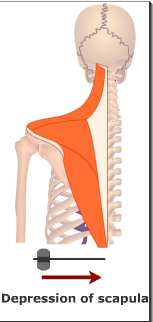 Depression of scapula